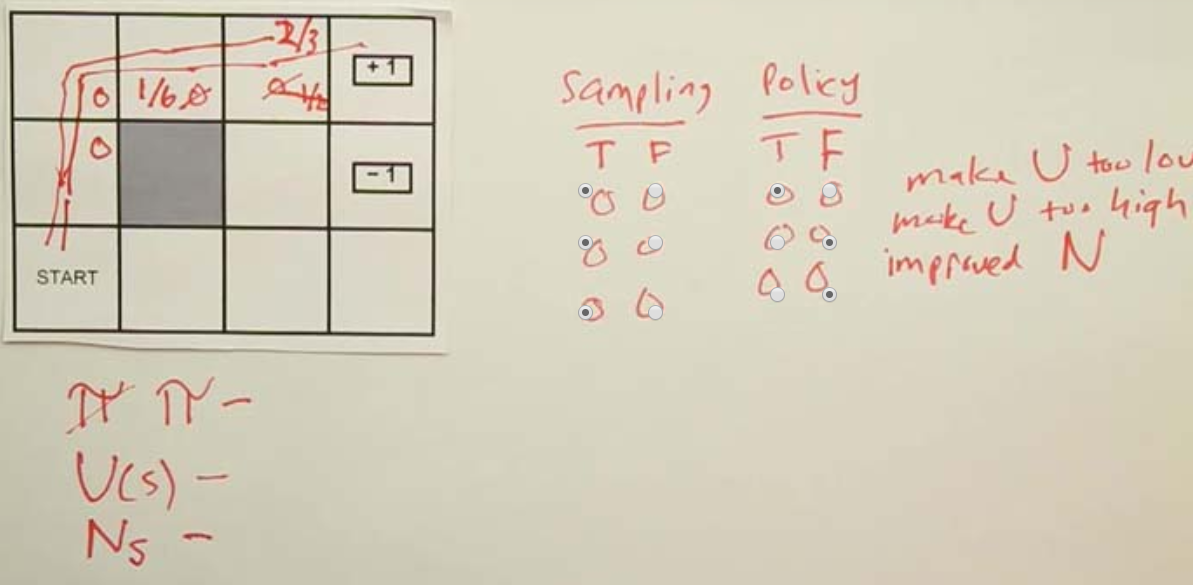 2/3
+ 1
0 1/6 0 0 1/2
0
- 1
START
Sampling Policy
T F T F
make U too low
make U too high
improved N
π π -
U(s) -
Ns -